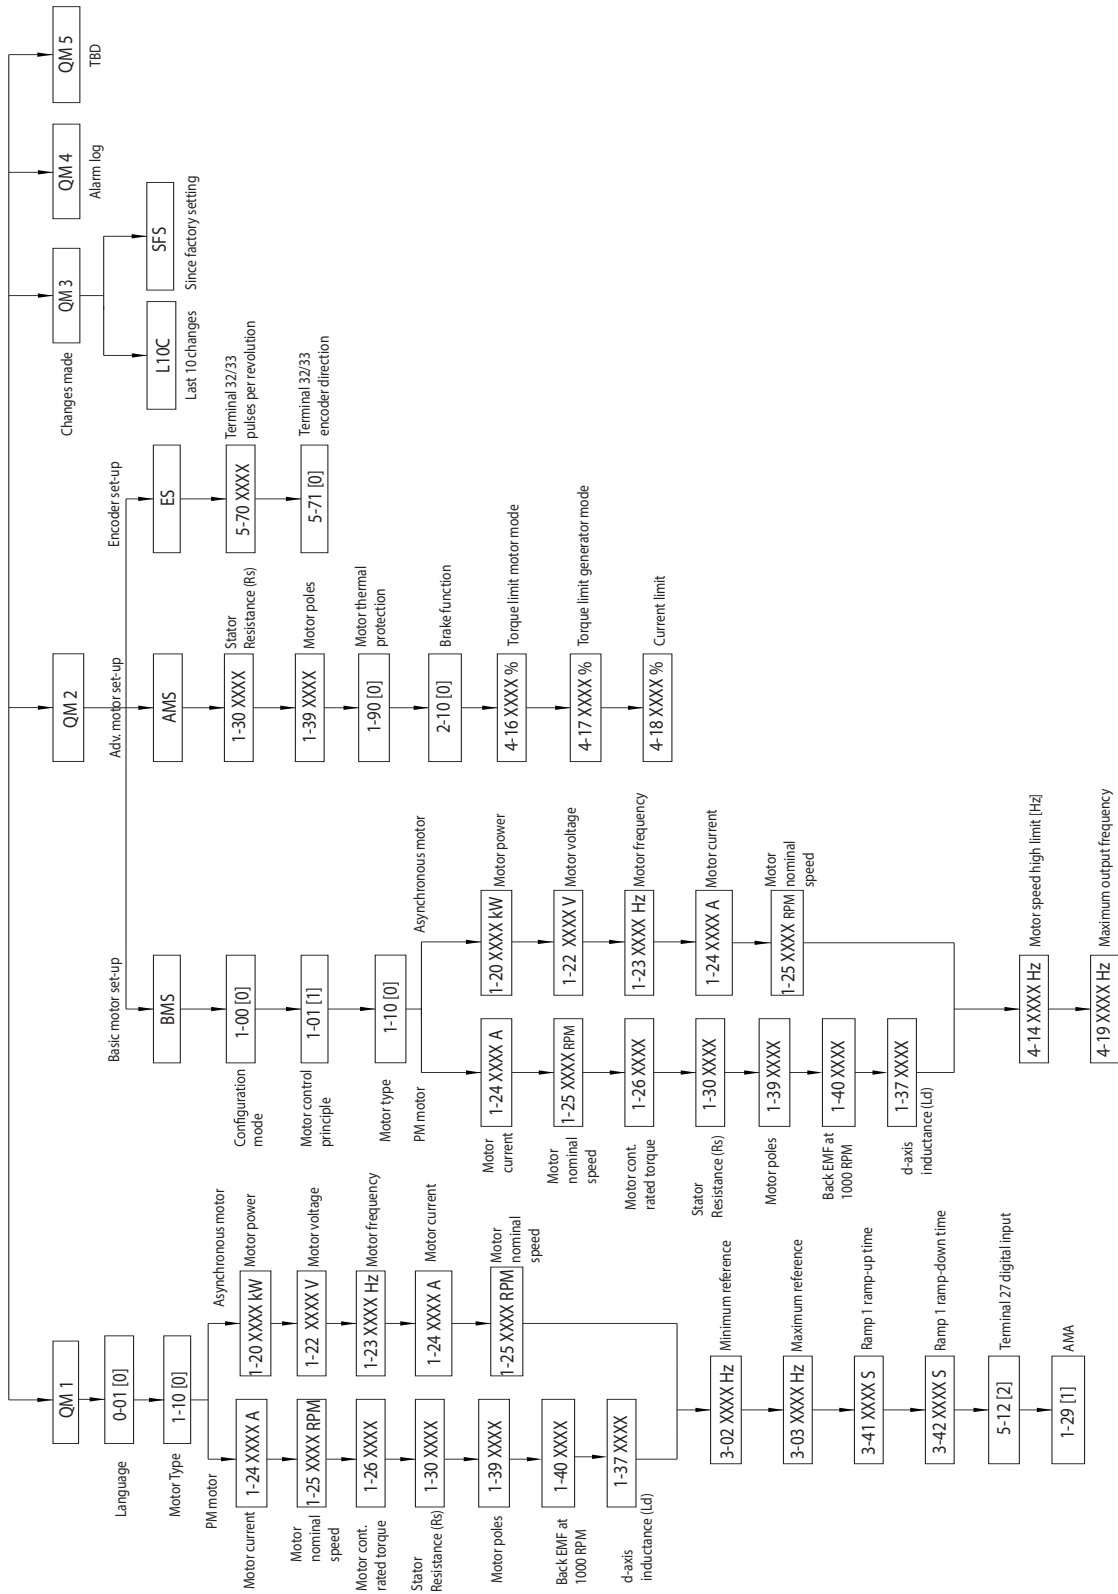 QM 1
0-01 [0]
Language
1-10 [0]
Motor Type
PM motor
1-24 XXXX A
Motor current
1-25 XXXX RPM
Motor
nominal
speed
1-26 XXXX
Motor cont.
rated torque
1-30 XXXX
Stator
Resistance (Rs)
1-39 XXXX
Motor poles
1-40 XXXX
Back EMF at
1000 RPM
1-37 XXXX
d-axis
inductance (Ld)
Asynchronous motor
1-20 XXXX kW
Motor power
1-22 XXXX V
Motor voltage
1-23 XXXX Hz
Motor frequency
1-24 XXXX A
Motor current
1-25 XXXX RPM
Motor
nominal
speed
3-02 XXXX Hz
Minimum reference
3-03 XXXX Hz
Maximum reference
3-41 XXXX S
Ramp 1 ramp-up time
3-42 XXXX S
Ramp 1 ramp-down time
5-12 [2]
Terminal 27 digital input
1-29 [1]
AMA
QM 2
Basic motor set-up
BMS
1-00 [0]
Configuration
mode
1-01 [1]
Motor control
principle
1-10 [0]
Motor type
PM motor
1-24 XXXX A
Motor
current
1-25 XXXX RPM
Motor
nominal
speed
1-26 XXXX
Motor cont.
rated torque
1-30 XXXX
Stator
Resistance (Rs)
1-39 XXXX
Motor poles
1-40 XXXX
Back EMF at
1000 RPM
1-37 XXXX
d-axis
inductance (Ld)
Asynchronous motor
1-20 XXXX kW
Motor power
1-22 XXXX V
Motor voltage
1-23 XXXX Hz
Motor frequency
1-24 XXXX A
Motor current
1-25 XXXX RPM
Motor
nominal
speed
4-14 XXXX Hz
Motor speed high limit [Hz]
4-19 XXXX Hz
Maximum output frequency
Adv. motor set-up
AMS
1-30 XXXX
Stator
Resistance (Rs)
1-39 XXXX
Motor poles
1-90 [0]
Motor thermal
protection
2-10 [0]
Brake function
4-16 XXXX %
Torque limit motor mode
4-17 XXXX %
Torque limit generator mode
4-18 XXXX %
Current limit
Encoder set-up
ES
5-70 XXXX
Terminal 32/33
pulses per revolution
5-71 [0]
Terminal 32/33
encoder direction
QM 3
Changes made
L10C
Last 10 changes
SFS
Since factory setting
QM 4
Alarm log
QM 5
TBD